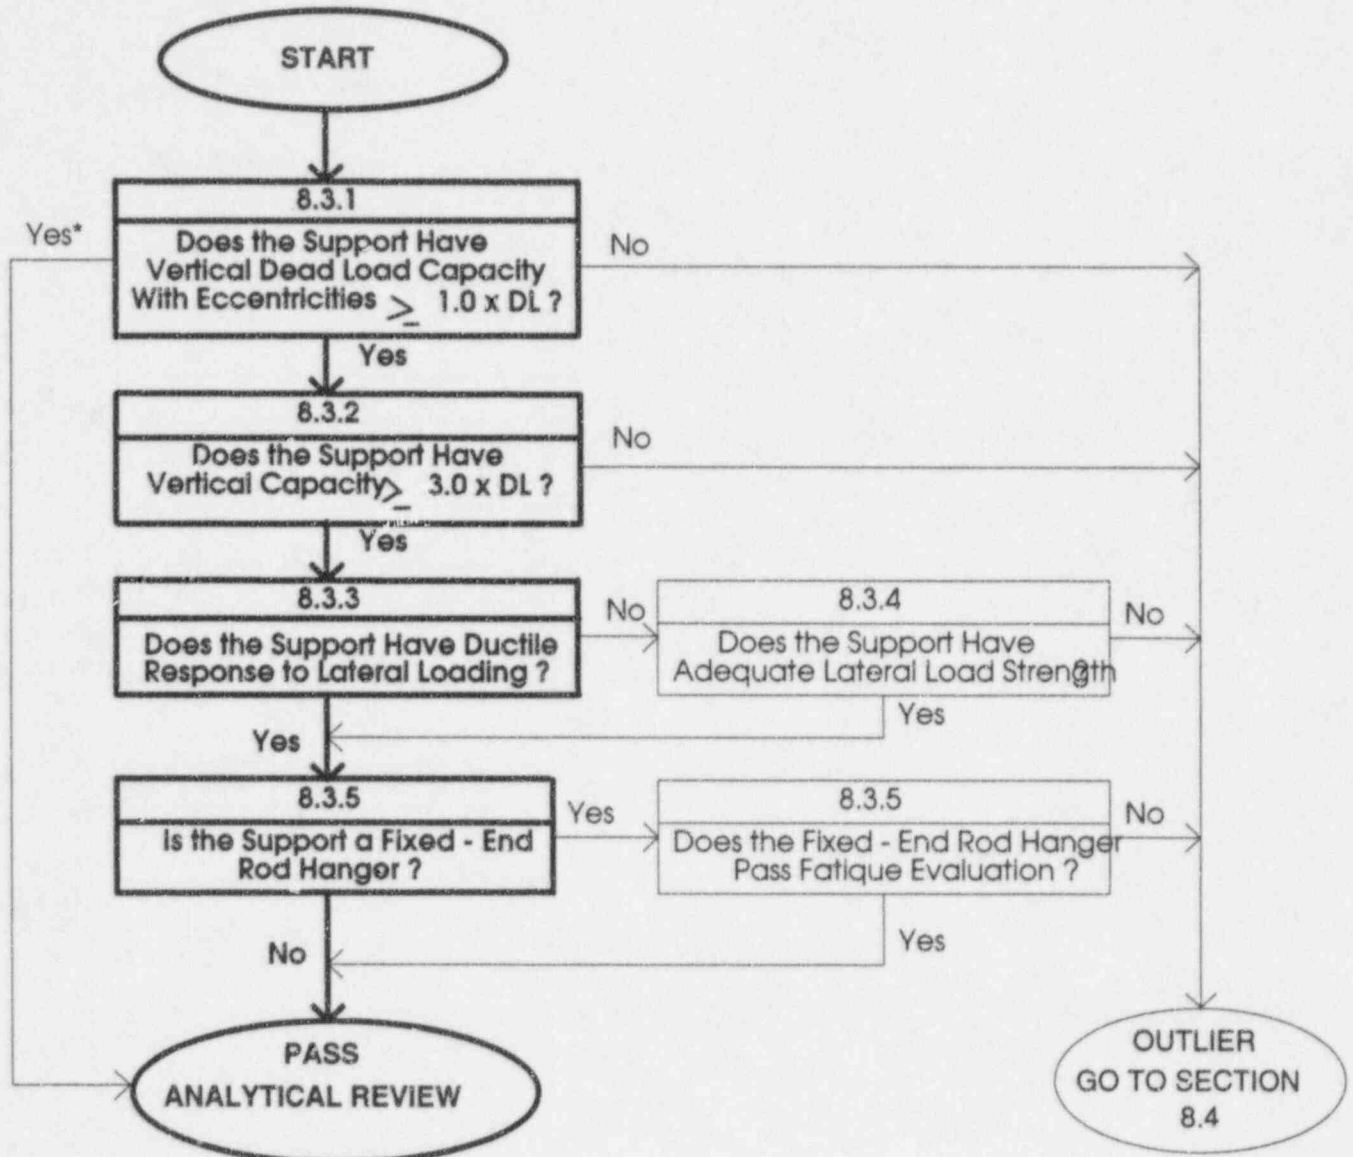 START
8.3.1
Yes*
Does the Support Have
No
Vertical Dead Load Capacity
With Eccentricities ≥ 1.0 x DL ?
Yes
8.3.2
No
Does the Support Have
Vertical Capacity ≥ 3.0 x DL ?
Yes
8.3.3
No
8.3.4
No
Does the Support Have Ductile
Response to Lateral Loading ?
Does the Support Have
Adequate Lateral Load Strength?
Yes
Yes
8.3.5
Yes
8.3.5
No
Is the Support a Fixed - End
Rod Hanger ?
Does the Fixed - End Rod Hanger
Pass Fatique Evaluation ?
No
Yes
PASS
ANALYTICAL REVIEW
OUTLIER
GO TO SECTION
8.4